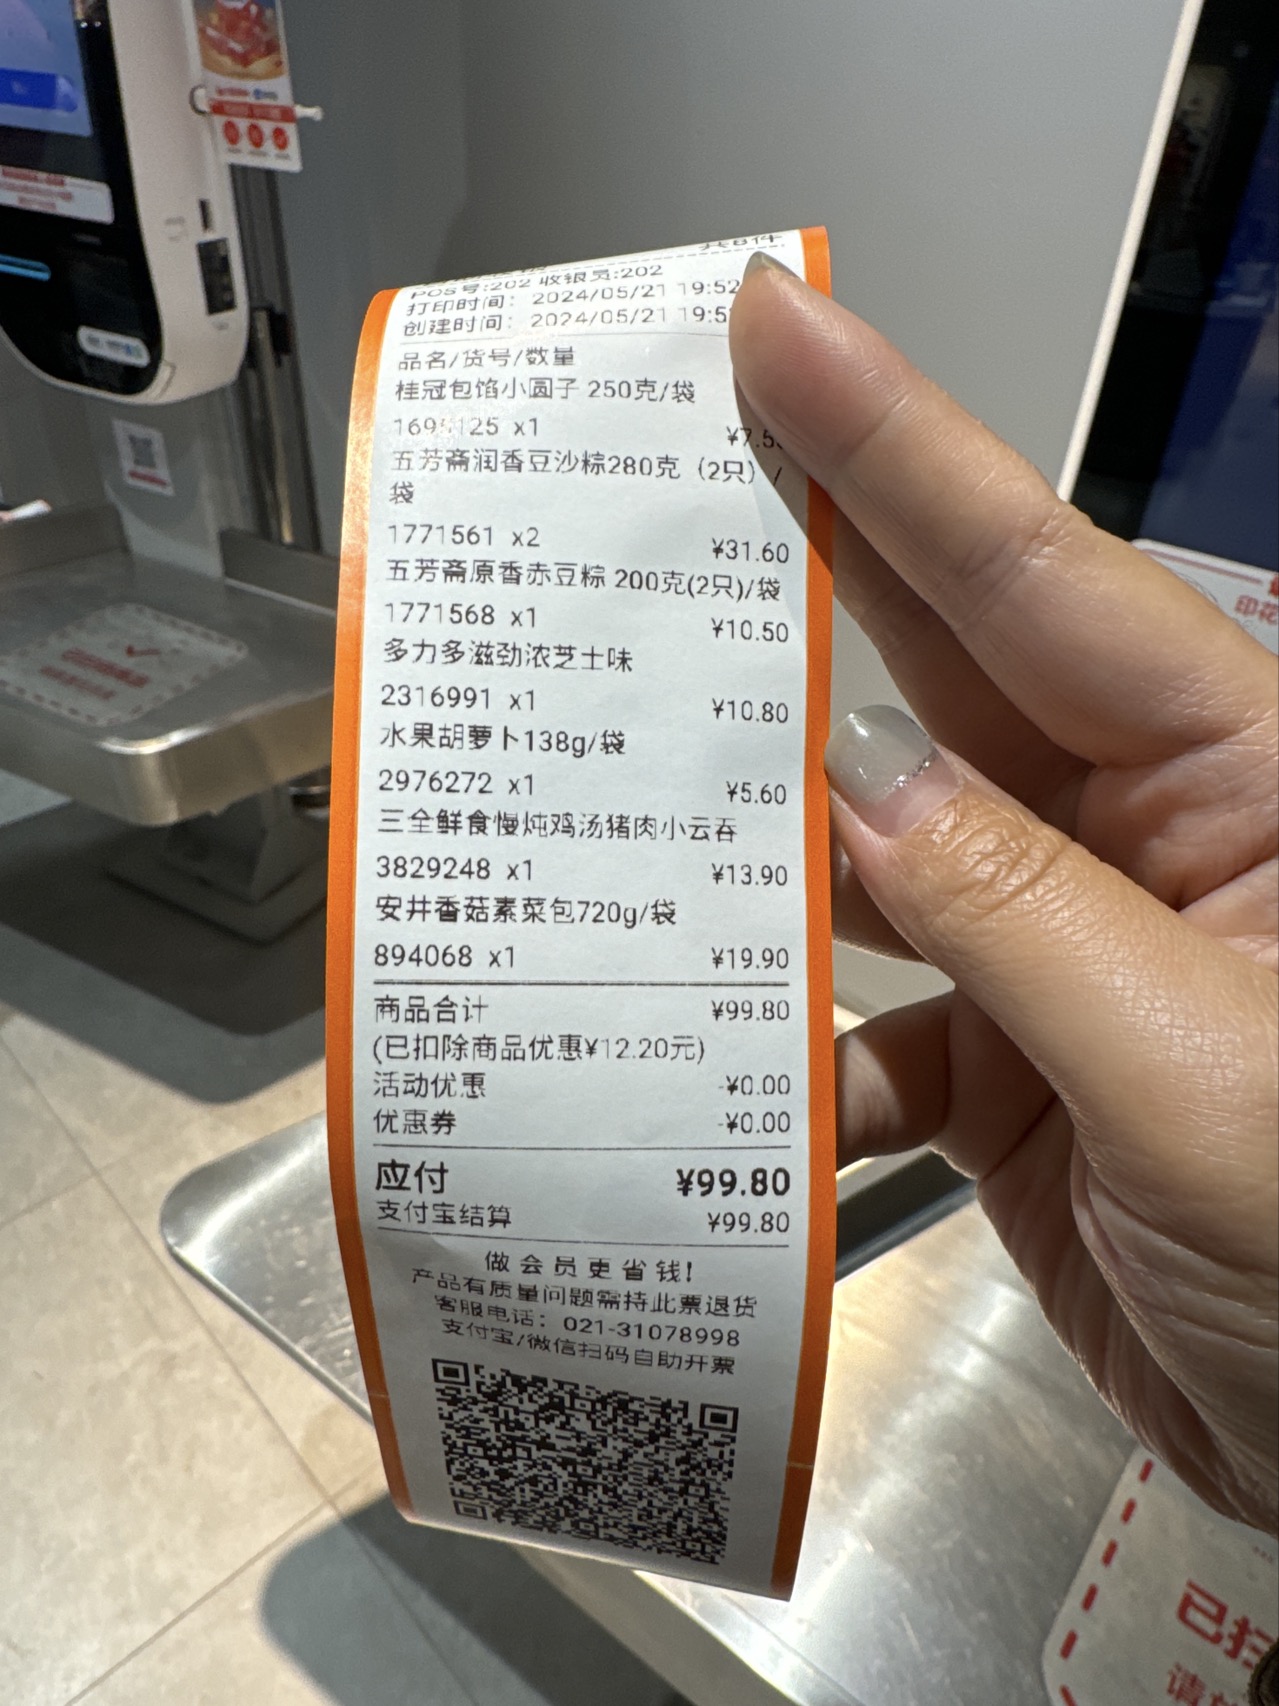 共8件
POS号:202 收银员:202
打印时间: 2024/05/21 19:52
创建时间: 2024/05/21 19:5
品名/货号/数量
桂冠包馅小圆子 250克/袋
125 x1 ¥7.5
五芳斋润香豆沙粽280克（2只）/
袋
1771561 x2 ¥31.60
五芳斋原香赤豆粽 200克(2只)/袋
1771568 x1 ¥10.50
多力多滋劲浓芝士味
2316991 x1 ¥10.80
水果胡萝卜138g/袋
2976272 x1 ¥5.60
三全鲜食慢炖鸡汤猪肉小云吞
3829248 x1 ¥13.90
安井香菇素菜包720g/袋
894068 x1 ¥19.90
商品合计 ¥99.80
(已扣除商品优惠¥12.20元)
活动优惠 -¥0.00
优惠券 -¥0.00
应付 ¥99.80
支付宝结算 ¥99.80
做会员更省钱!
产品有质量问题需持此票退货
客服电话: 021-31078998
支付宝/微信扫码自助开票
印花
已扫
请